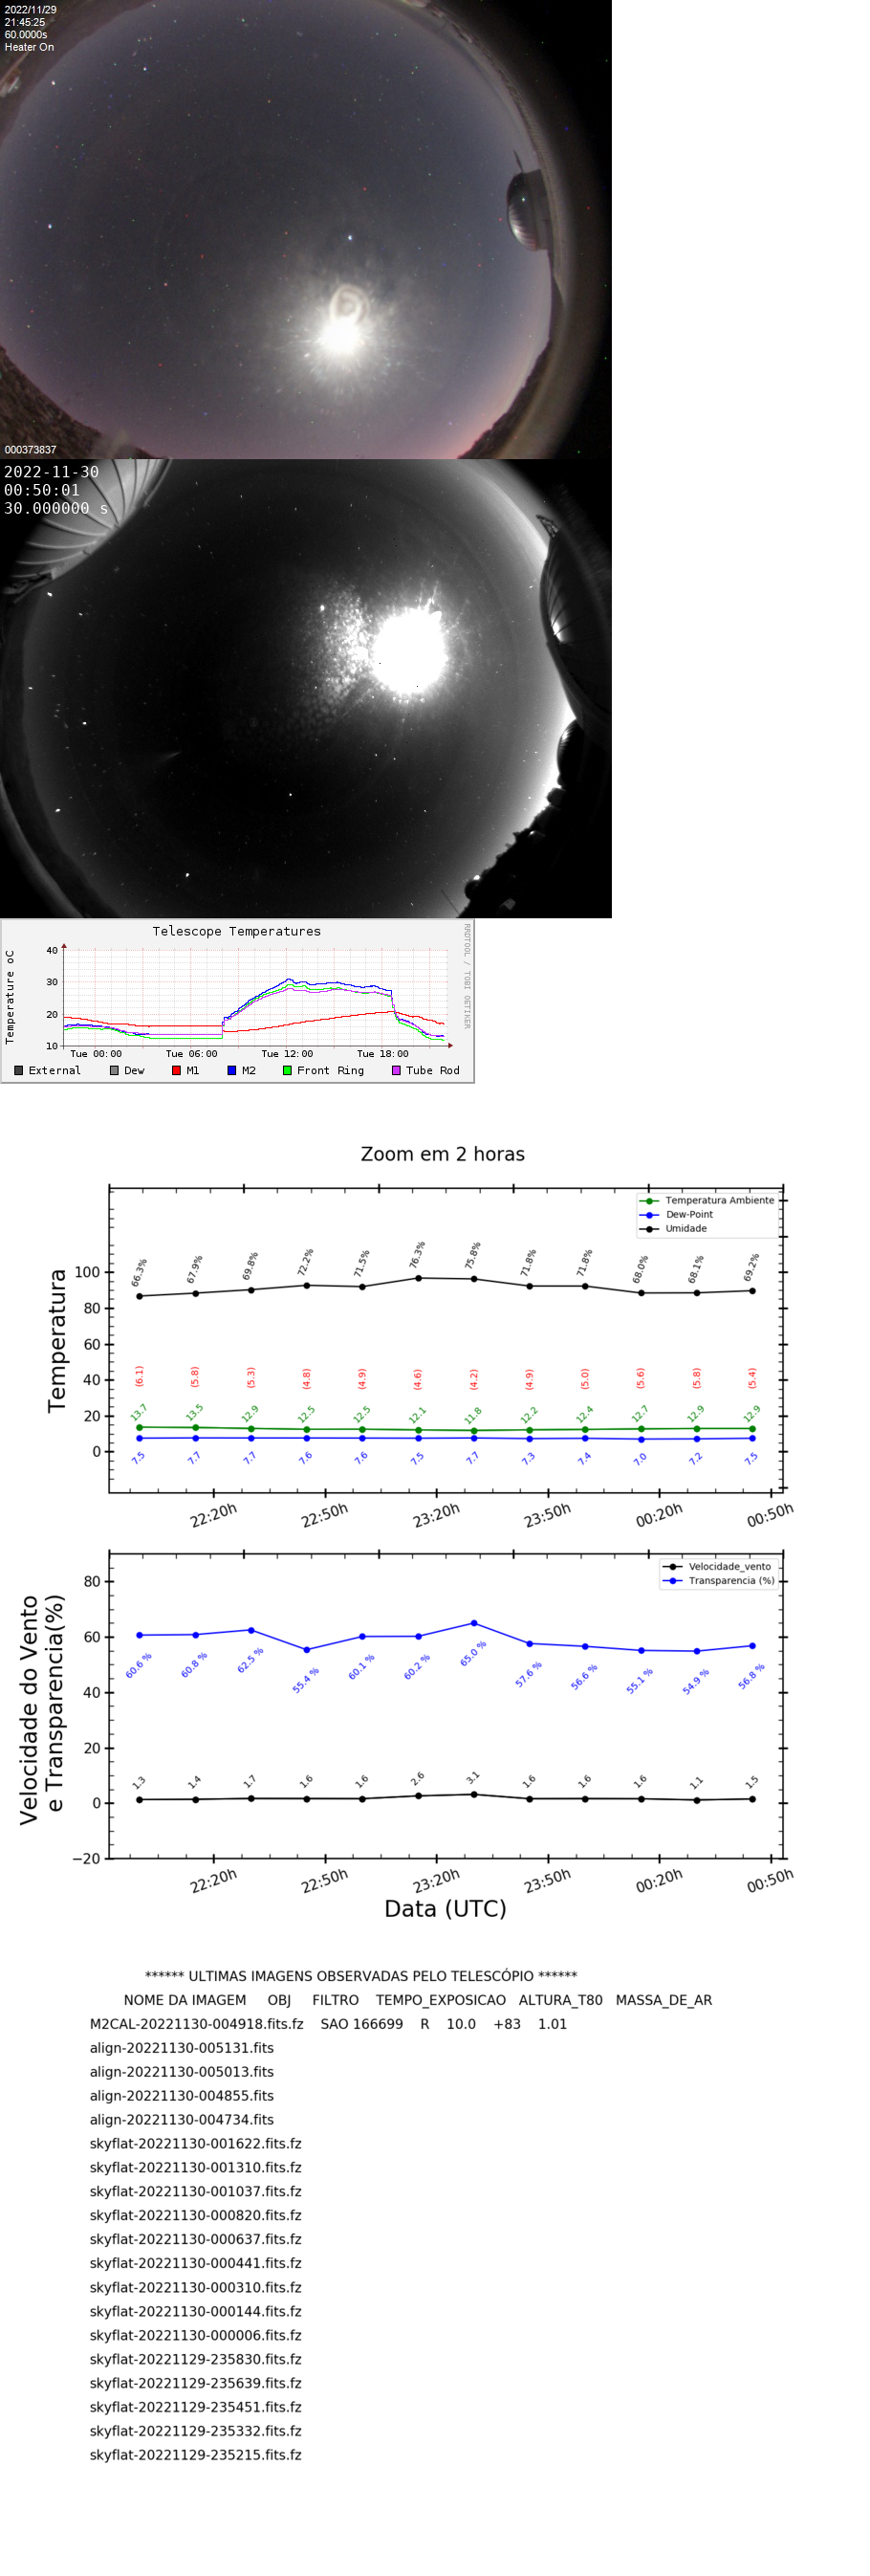 2022/11/29
21:45:25
60.0000s
Heater On
000373837
2022-11-30
00:50:01
30.000000 s
Telescope Temperatures
RRDTOOL / TOBI OETIKER
Temperature oC
40
30
20
10
Tue 00:00 Tue 06:00 Tue 12:00 Tue 18:00
External Dew M1 M2 Front Ring Tube Rod
Zoom em 2 horas
Temperatura Ambiente
Dew-Point
Umidade
Temperatura
100
80
60
40
20
0
66.3% 67.9% 69.8% 72.2% 71.5% 76.3% 75.8% 71.8% 71.8% 68.0% 68.1% 69.2%
(6.1) (5.8) (5.3) (4.8) (4.9) (4.6) (4.2) (4.9) (5.0) (5.6) (5.8) (5.4)
13.7 13.5 12.9 12.5 12.5 12.1 11.8 12.2 12.4 12.7 12.9 12.9
7.5 7.7 7.7 7.6 7.6 7.5 7.7 7.3 7.4 7.0 7.2 7.5
22:20h 22:50h 23:20h 23:50h 00:20h 00:50h
Velocidade_vento
Transparencia (%)
Velocidade do Vento
e Transparencia(%)
80
60
40
20
0
−20
60.6 % 60.8 % 62.5 % 55.4 % 60.1 % 60.2 % 65.0 % 57.6 % 56.6 % 55.1 % 54.9 % 56.8 %
1.3 1.4 1.7 1.6 1.6 2.6 3.1 1.6 1.6 1.6 1.1 1.5
22:20h 22:50h 23:20h 23:50h 00:20h 00:50h
Data (UTC)
****** ULTIMAS IMAGENS OBSERVADAS PELO TELESCÓPIO ******
NOME DA IMAGEM OBJ FILTRO TEMPO_EXPOSICAO ALTURA_T80 MASSA_DE_AR
M2CAL-20221130-004918.fits.fz SAO 166699 R 10.0 +83 1.01
align-20221130-005131.fits
align-20221130-005013.fits
align-20221130-004855.fits
align-20221130-004734.fits
skyflat-20221130-001622.fits.fz
skyflat-20221130-001310.fits.fz
skyflat-20221130-001037.fits.fz
skyflat-20221130-000820.fits.fz
skyflat-20221130-000637.fits.fz
skyflat-20221130-000441.fits.fz
skyflat-20221130-000310.fits.fz
skyflat-20221130-000144.fits.fz
skyflat-20221130-000006.fits.fz
skyflat-20221129-235830.fits.fz
skyflat-20221129-235639.fits.fz
skyflat-20221129-235451.fits.fz
skyflat-20221129-235332.fits.fz
skyflat-20221129-235215.fits.fz